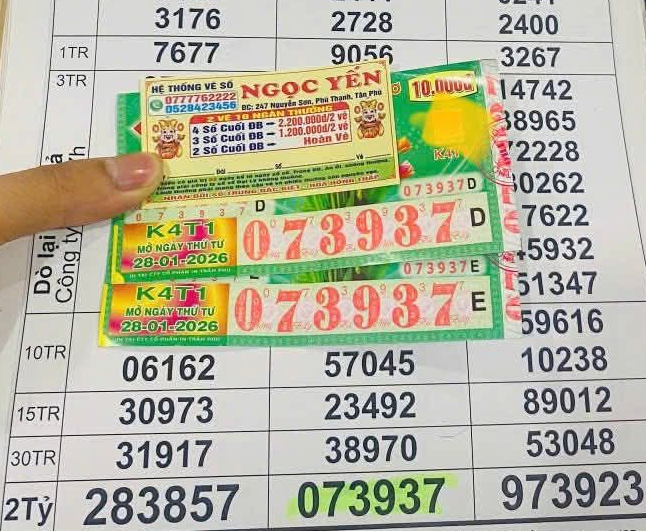 3176 2728 2400
1TR 7677 9056 3267
3TR
HỆ THỐNG VÉ SỐ NGỌC YẾN
0777762222
0528423456
ĐC: 247 Nguyễn Sơn, Phú Thạnh, Tân Phú
2 VÉ 10 NGÀN THƯỞNG
4 Số Cuối ĐB = 2.200.000đ/2 vé
3 Số Cuối ĐB = 1.200.000đ/2 vé
2 Số Cuối ĐB = Hoàn Vé
10.000đ
K4T1
14742
38965
72228
30262
7622
45932
51347
59616
Dò lại
Công ty
073937 D
073937 D
K4T1
MỞ NGÀY THỨ TƯ
28-01-2026
073937 E
073937 E
K4T1
MỞ NGÀY THỨ TƯ
28-01-2026
10TR 06162 57045 10238
15TR 30973 23492 89012
30TR 31917 38970 53048
2Tỷ 283857 073937 973923